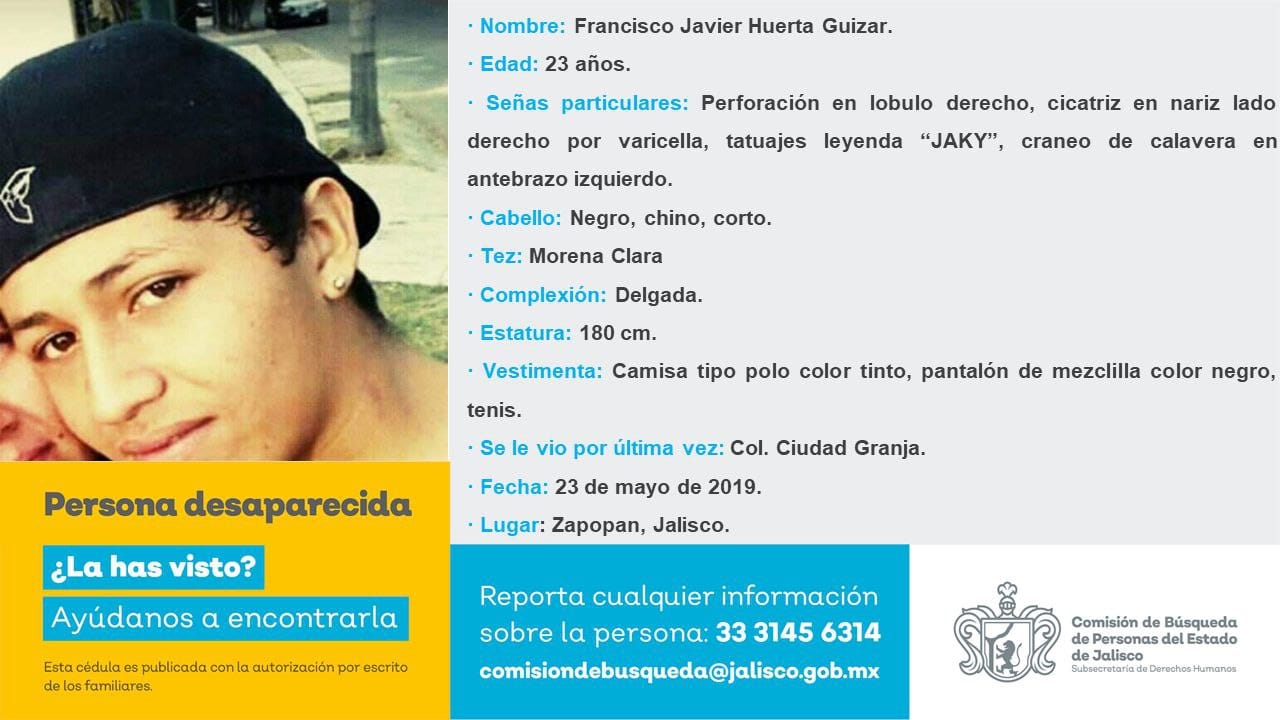 · Nombre: Francisco Javier Huerta Guizar.
· Edad: 23 años.
· Señas particulares: Perforación en lobulo derecho, cicatriz en nariz lado
derecho por varicella, tatuajes leyenda “JAKY”, craneo de calavera en
antebrazo izquierdo.
· Cabello: Negro, chino, corto.
· Tez: Morena Clara
· Complexión: Delgada.
· Estatura: 180 cm.
· Vestimenta: Camisa tipo polo color tinto, pantalón de mezclilla color negro,
tenis.
· Se le vio por última vez: Col. Ciudad Granja.
· Fecha: 23 de mayo de 2019.
· Lugar: Zapopan, Jalisco.
Persona desaparecida
¿La has visto?
Ayúdanos a encontrarla
Esta cédula es publicada con la autorización por escrito
de los familiares.
Reporta cualquier información
sobre la persona: 33 3145 6314
comisiondebusqueda@jalisco.gob.mx
Comisión de Búsqueda
de Personas del Estado
de Jalisco
Subsecretaría de Derechos Humanos